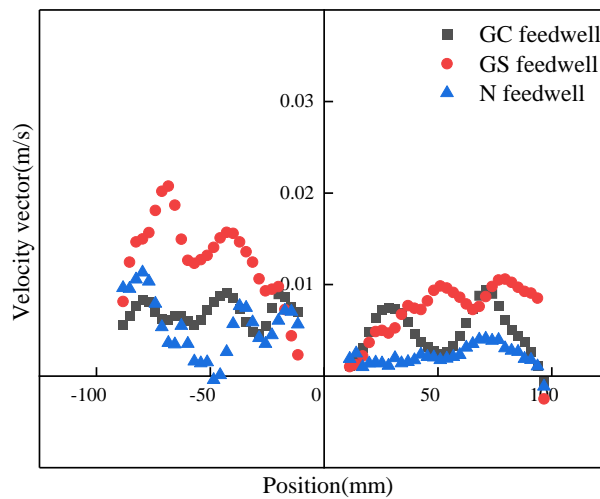 GC feedwell
GS feedwell
N feedwell
0.03
0.02
0.01
-100
-50
0
50
100
Velocity vector(m/s)
Position(mm)